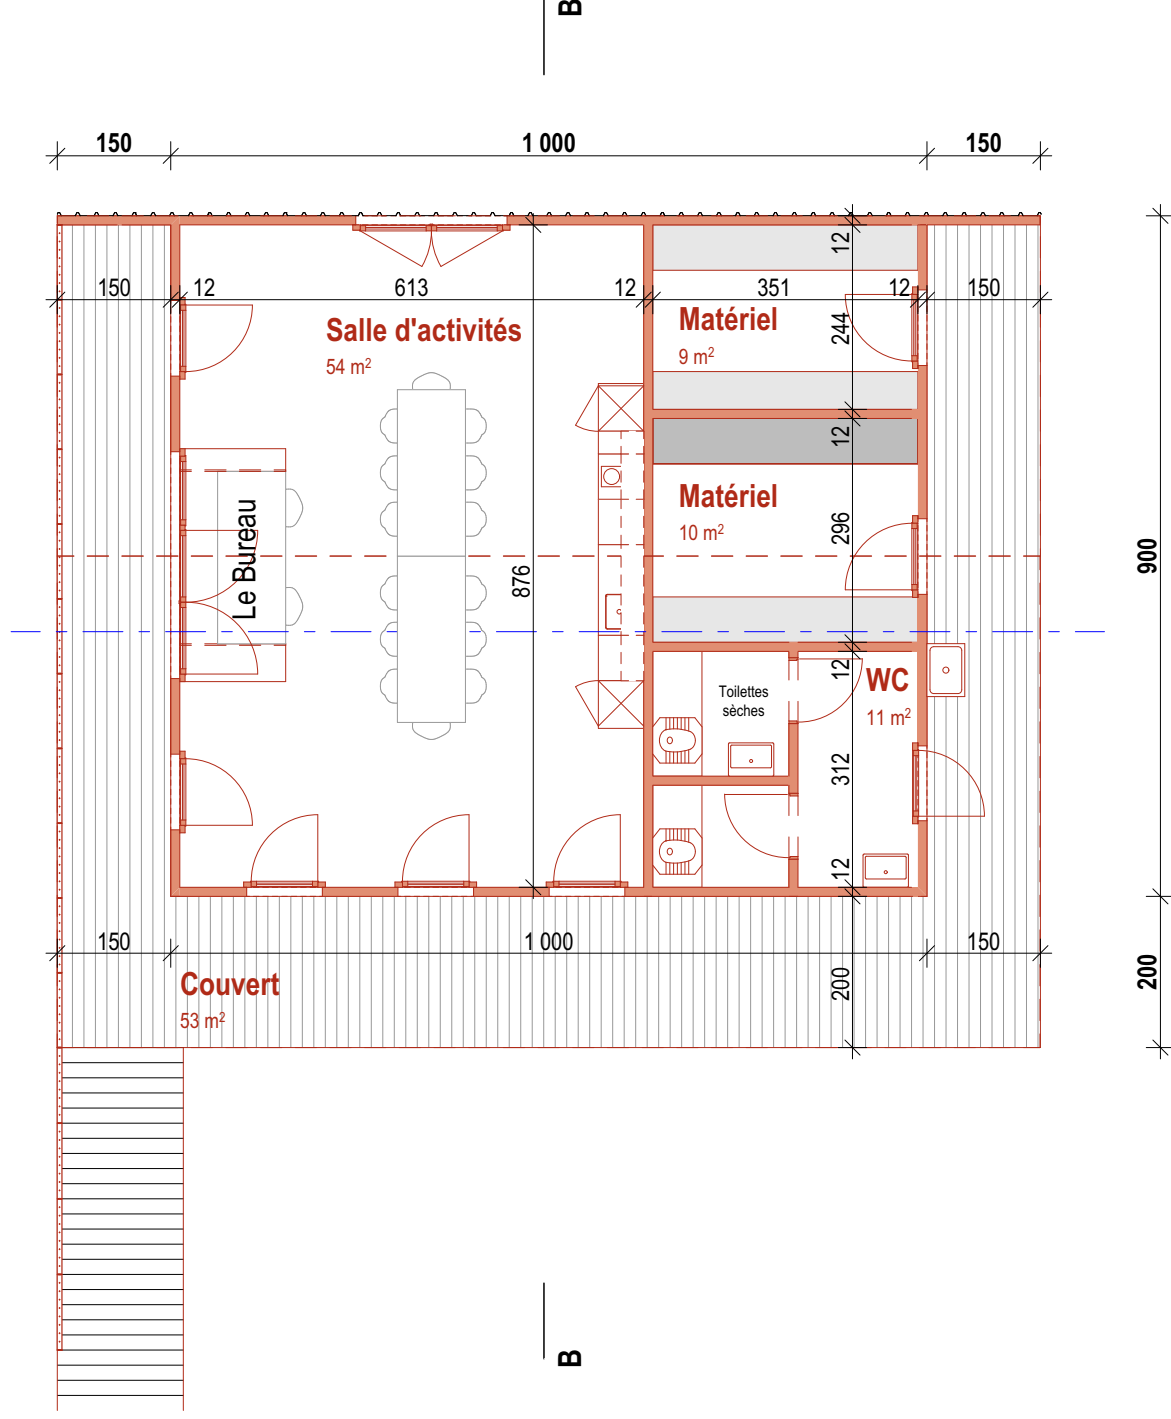 B
150
1 000
150
12
150
12
613
12
351
12
150
Salle d'activités
54 m²
Matériel
9 m²
244
12
Matériel
10 m²
296
Le Bureau
876
900
12
Toilettes
sèches
WC
11 m²
312
12
150
1 000
150
Couvert
53 m²
200
200
B